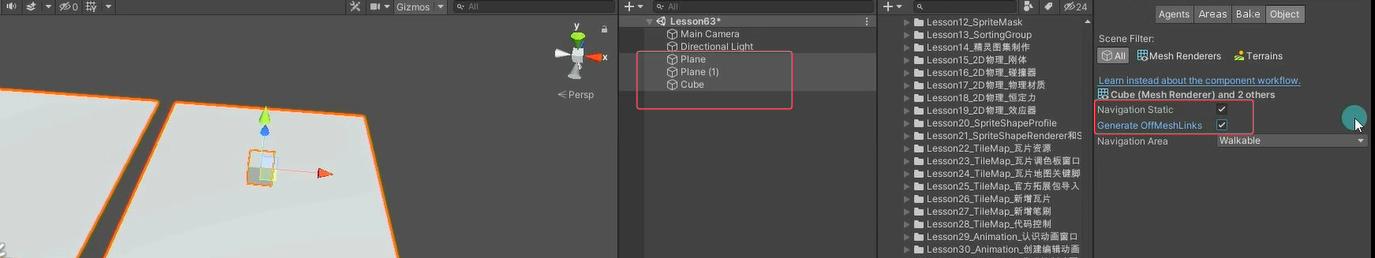 0
Gizmos
All
y
x
Persp
All
Lesson63*
Main Camera
Directional Light
Plane
Plane (1)
Cube
24
Lesson12_SpriteMask
Lesson13_SortingGroup
Lesson14_精灵图集制作
Lesson15_2D物理_刚体
Lesson16_2D物理_碰撞器
Lesson17_2D物理_物理材质
Lesson18_2D物理_恒定力
Lesson19_2D物理_效应器
Lesson20_SpriteShapeProfile
Lesson21_SpriteShapeRenderer和S
Lesson22_TileMap_瓦片资源
Lesson23_TileMap_瓦片调色板窗口
Lesson24_TileMap_瓦片地图关键脚
Lesson25_TileMap_官方拓展包导入
Lesson26_TileMap_新增瓦片
Lesson27_TileMap_新增笔刷
Lesson28_TileMap_代码控制
Lesson29_Animation_认识动画窗口
Lesson30_Animation_创建编辑动画
Agents Areas Bake Object
Scene Filter:
All Mesh Renderers Terrains
Learn instead about the component workflow.
Cube (Mesh Renderer) and 2 others
Navigation Static
Generate OffMeshLinks
Navigation Area Walkable